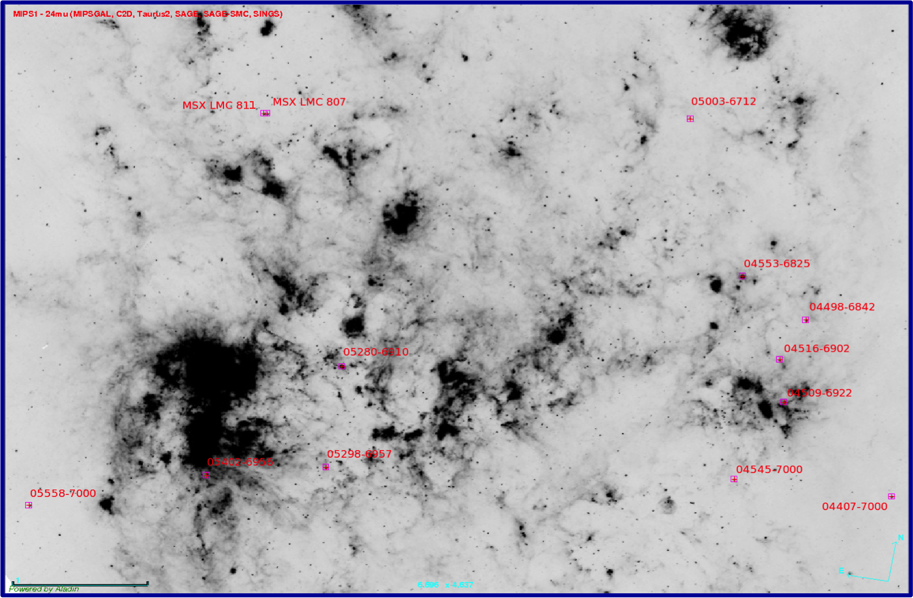 MIPS1 - 24mu (MIPSGAL, C2D, Taurus2, SAGE, SAGE-SMC, SINGS)
MSX LMC 811
MSX LMC 807
05003-6712
04553-6825
04498-6842
04516-6902
05280-6910
04509-6922
05298-6957
04545-7000
05558-7000
04407-7000
N
E
Powered by Aladin